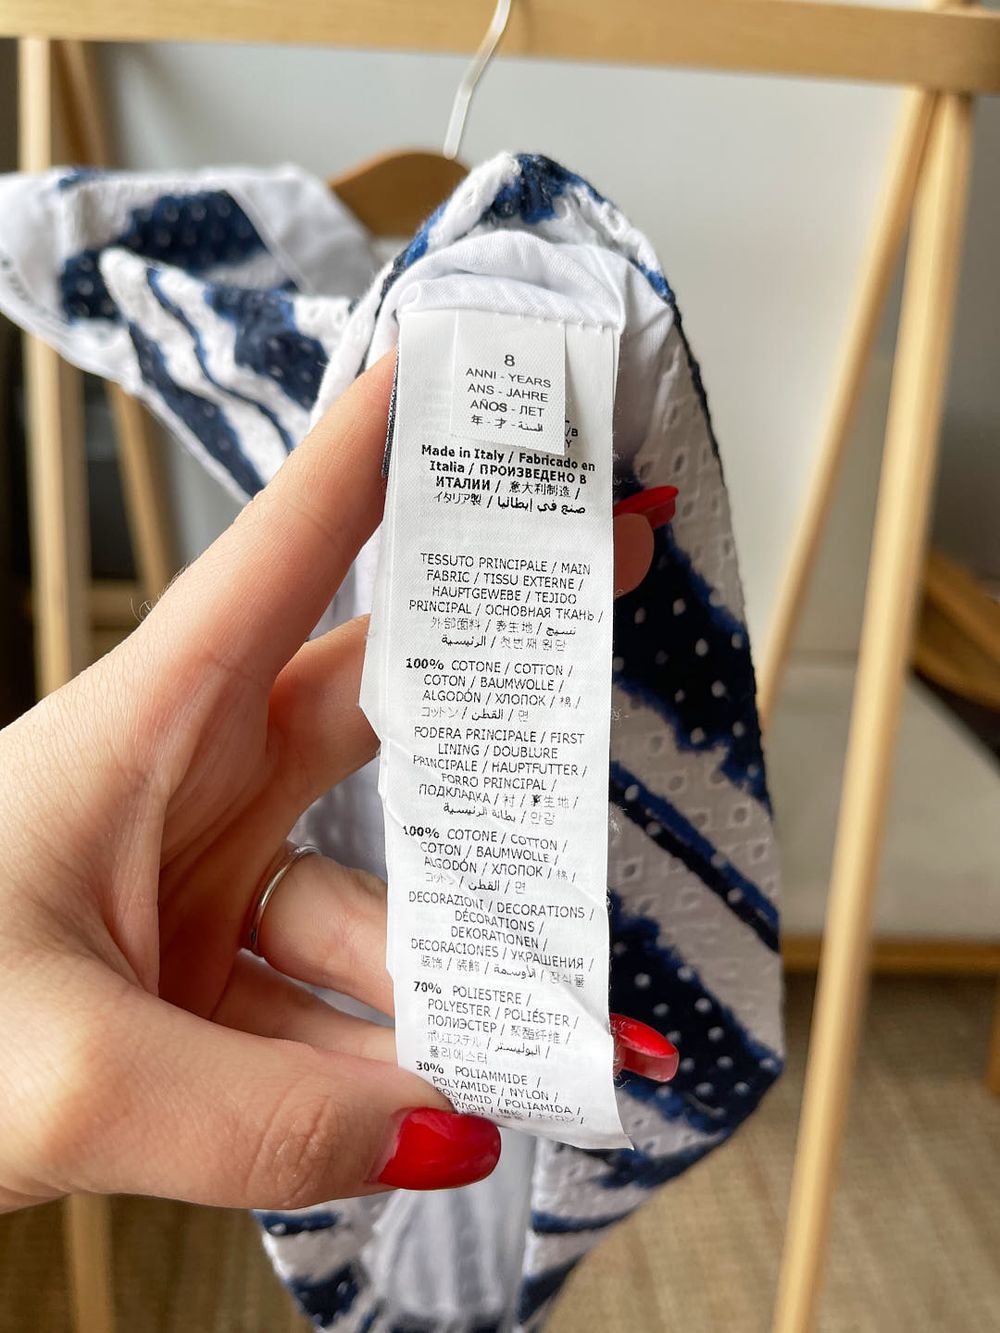 8
ANNI - YEARS
ANS - JAHRE
AÑOS - ЛЕТ
年 - 才 - السنة
/B
Y
Made in Italy / Fabricado en
Italia / ПРОИЗВЕДЕНО В
ИТАЛИИ / 意大利制造 /
イタリア製 / صنع في إيطاليا
TESSUTO PRINCIPALE / MAIN
FABRIC / TISSU EXTERNE /
HAUPTGEWEBE / TEJIDO
PRINCIPAL / ОСНОВНАЯ ТКАНЬ /
外部面料 / 表生地 / نسيج
الرئيسية / 첫번째 원단
100% COTONE / COTTON /
COTON / BAUMWOLLE /
ALGODÓN / ХЛОПОК / 棉 /
コットン / القطن / 면
FODERA PRINCIPALE / FIRST
LINING / DOUBLURE
PRINCIPALE / HAUPTFUTTER /
FORRO PRINCIPAL /
ПОДКЛАДКА / 衬 / 裏生地 /
بطانة الرئيسية / 안감
100% COTONE / COTTON /
COTON / BAUMWOLLE /
ALGODÓN / ХЛОПОК / 棉 /
コットン / القطن / 면
DECORAZIONI / DECORATIONS /
DÉCORATIONS /
DEKORATIONEN /
DECORACIONES / УКРАШЕНИЯ /
装饰 / 装飾 / الأوسمة / 장식물
70% POLIESTERE /
POLYESTER / POLIÉSTER /
ПОЛИЭСТЕР / 聚酯纤维 /
ポリエステル / البوليستر /
폴리에스터
30% POLIAMMIDE /
POLYAMIDE / NYLON /
POLYAMID / POLIAMIDA /